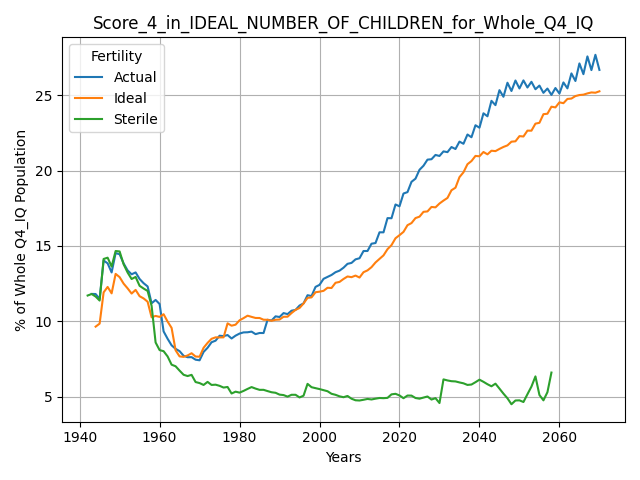 Score_4_in_IDEAL_NUMBER_OF_CHILDREN_for_Whole_Q4_IQ
Fertility
Actual
Ideal
Sterile
% of Whole Q4_IQ Population
25
20
15
10
5
1940 1960 1980 2000 2020 2040 2060
Years